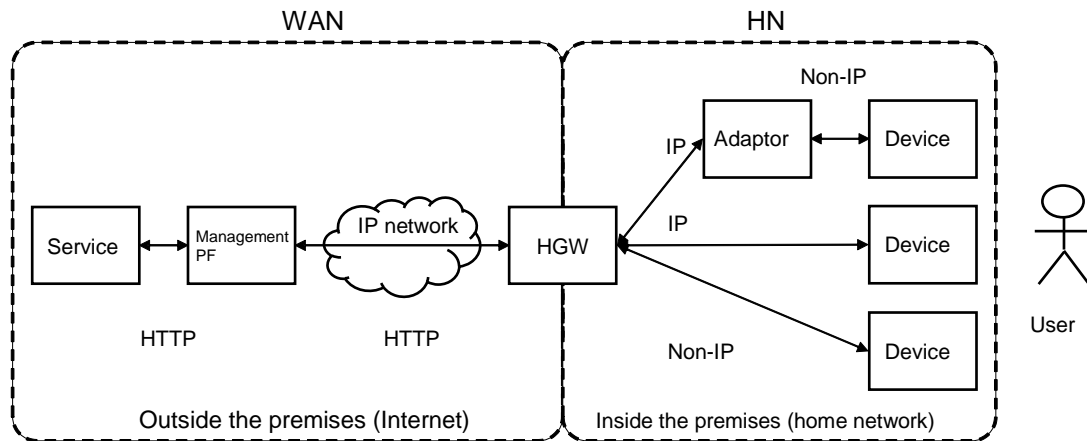 WAN
HN
Non-IP
Adaptor
Device
IP
IP network
IP
Service
Management
PF
HGW
Device
HTTP
HTTP
Non-IP
Device
User
Outside the premises (Internet)
Inside the premises (home network)